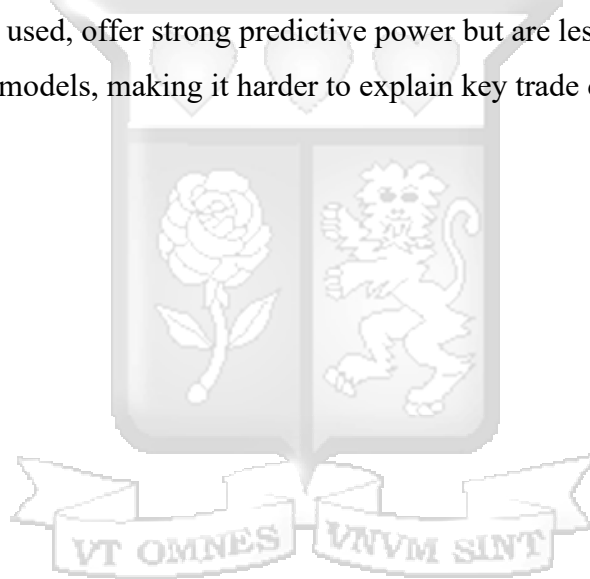 used, offer strong predictive power but are les
models, making it harder to explain key trade
VT OMNES VNVM SINT